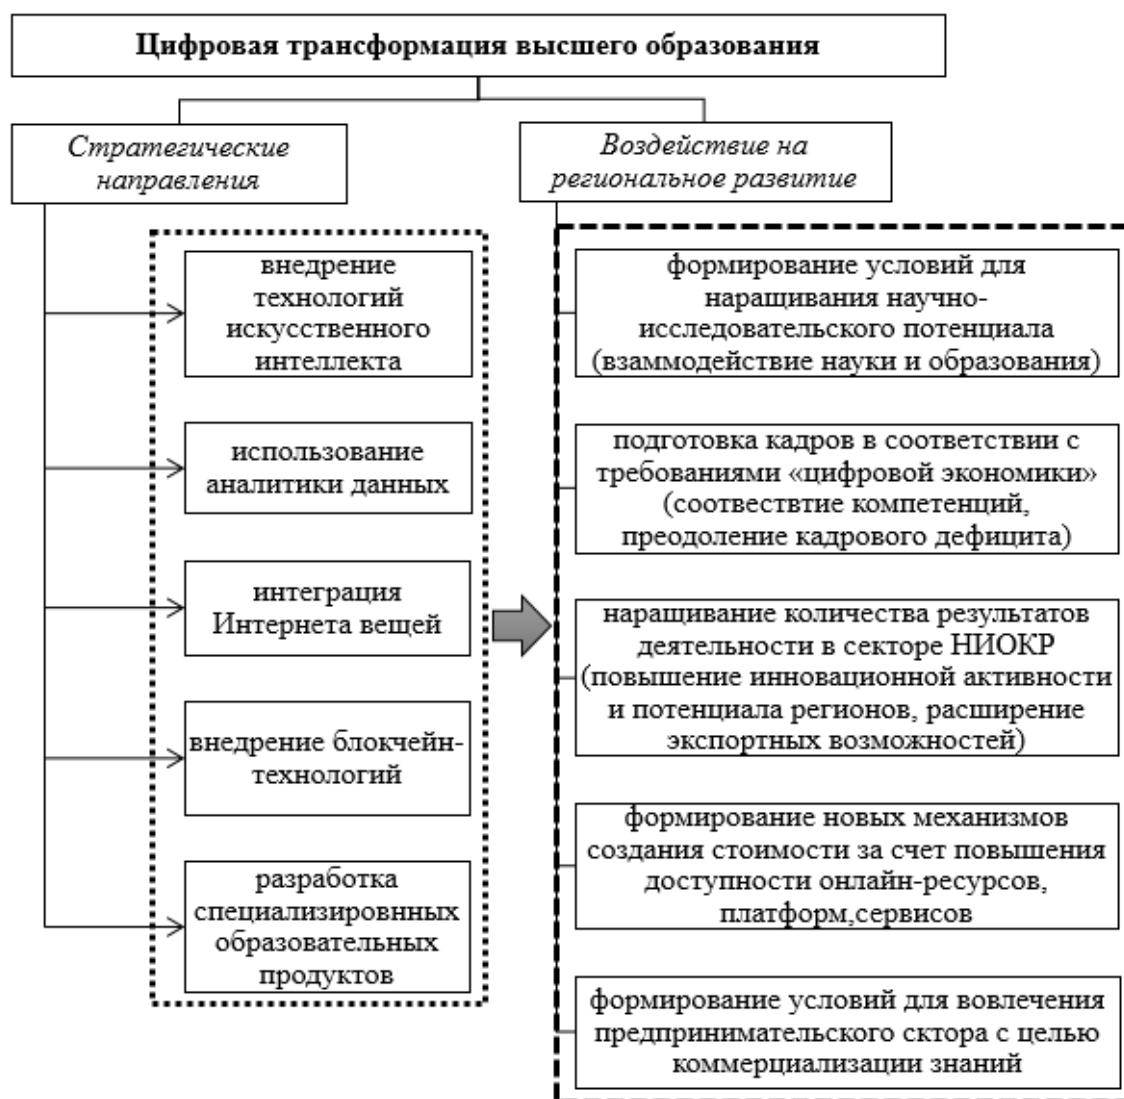 Цифровая трансформация высшего образования
Стратегические
направления
внедрение
технологий
искусственного
интеллекта
использование
аналитики данных
интеграция
Интернета вещей
внедрение блокчейн-
технологий
разработка
специализировнных
образовательных
продуктов
Воздействие на
региональное развитие
формирование условий для
наращивания научно-
исследовательского потенциала
(взаммодействие науки и образования)
подготовка кадров в соответствии с
требованиями «цифровой экономики»
(соотвествтие компетенций,
преодоление кадрового дефицита)
наращивание количества результатов
деятельности в секторе НИОКР
(повышение инновационной активности
и потенциала регионов, расширение
экспортных возможностей)
формирование новых механизмов
создания стоимости за счет повышения
доступности онлайн-ресурсов,
платформ,сервисов
формирование условий для вовлечения
предпринимательского сктора с целью
коммерциализации знаний